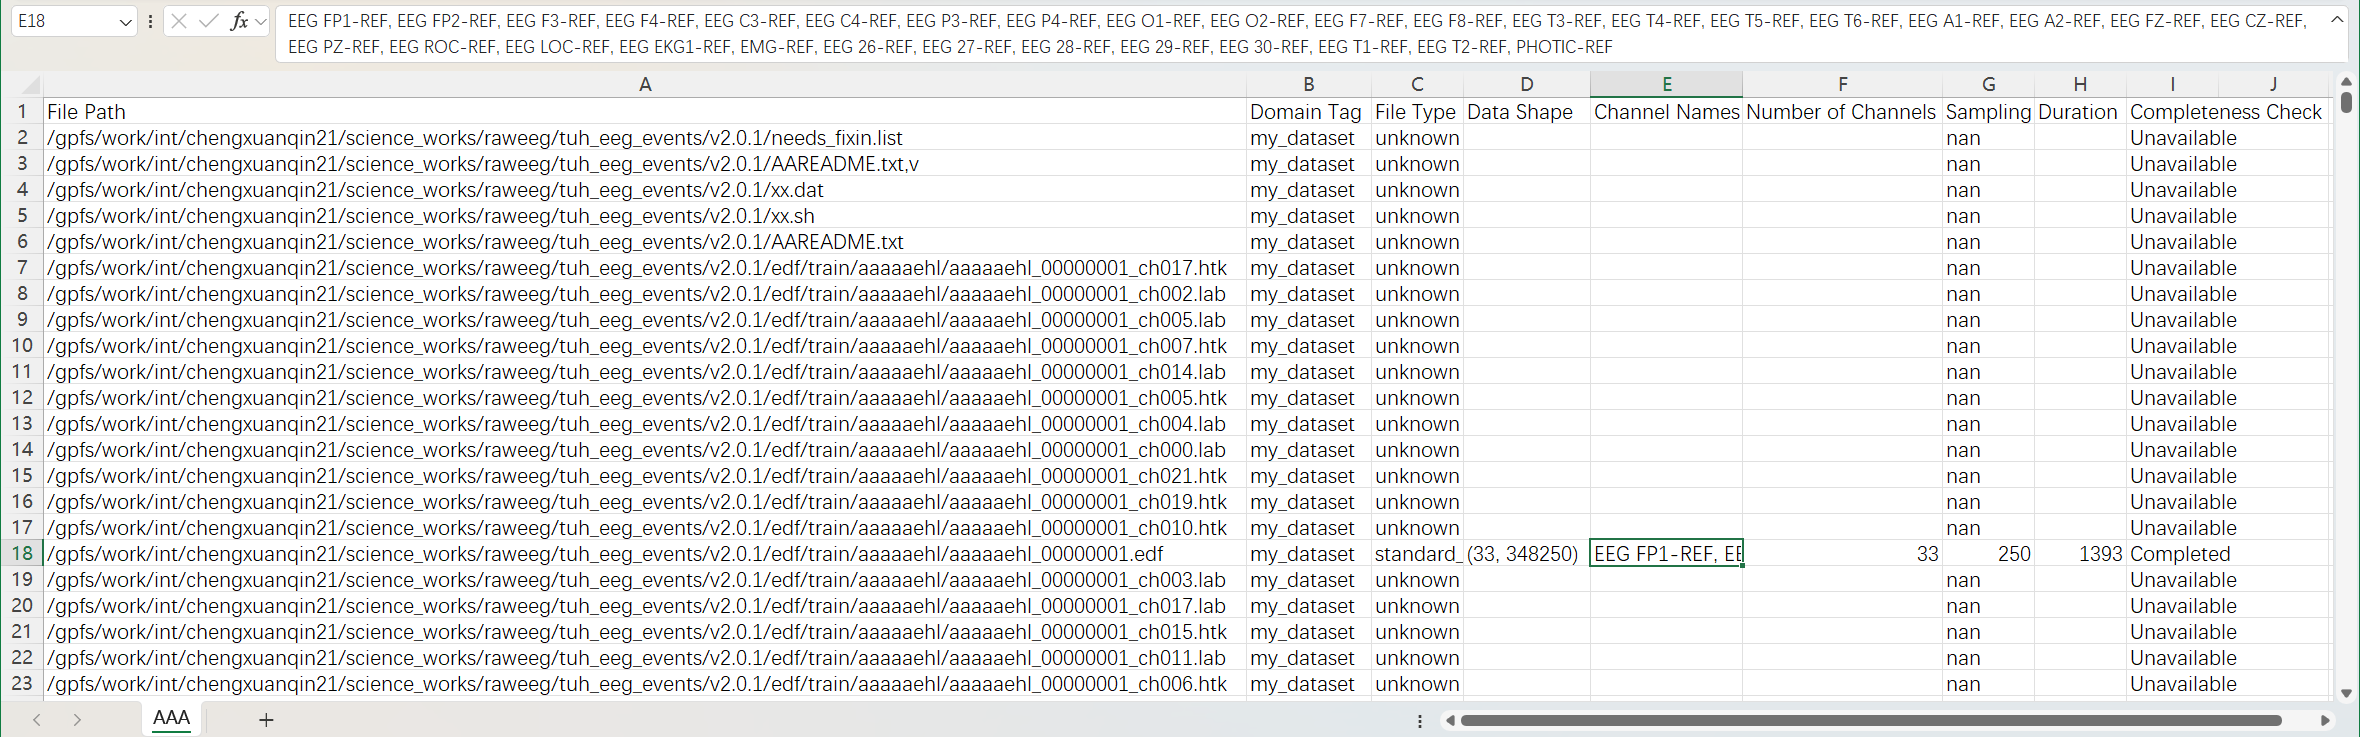 E18 fx EEG FP1-REF, EEG FP2-REF, EEG F3-REF, EEG F4-REF, EEG C3-REF, EEG C4-REF, EEG P3-REF, EEG P4-REF, EEG O1-REF, EEG O2-REF, EEG F7-REF, EEG F8-REF, EEG T3-REF, EEG T4-REF, EEG T5-REF, EEG T6-REF, EEG A1-REF, EEG A2-REF, EEG FZ-REF, EEG CZ-REF,
EEG PZ-REF, EEG ROC-REF, EEG LOC-REF, EEG EKG1-REF, EMG-REF, EEG 26-REF, EEG 27-REF, EEG 28-REF, EEG 29-REF, EEG 30-REF, EEG T1-REF, EEG T2-REF, PHOTIC-REF
A B C D E F G H I J
1 File Path Domain Tag File Type Data Shape Channel Names Number of Channels Sampling Duration Completeness Check
2 /gpfs/work/int/chengxuanqin21/science_works/raweeg/tuh_eeg_events/v2.0.1/needs_fixin.list my_dataset unknown nan Unavailable
3 /gpfs/work/int/chengxuanqin21/science_works/raweeg/tuh_eeg_events/v2.0.1/AAREADME.txt,v my_dataset unknown nan Unavailable
4 /gpfs/work/int/chengxuanqin21/science_works/raweeg/tuh_eeg_events/v2.0.1/xx.dat my_dataset unknown nan Unavailable
5 /gpfs/work/int/chengxuanqin21/science_works/raweeg/tuh_eeg_events/v2.0.1/xx.sh my_dataset unknown nan Unavailable
6 /gpfs/work/int/chengxuanqin21/science_works/raweeg/tuh_eeg_events/v2.0.1/AAREADME.txt my_dataset unknown nan Unavailable
7 /gpfs/work/int/chengxuanqin21/science_works/raweeg/tuh_eeg_events/v2.0.1/edf/train/aaaaaehl/aaaaaehl_00000001_ch017.htk my_dataset unknown nan Unavailable
8 /gpfs/work/int/chengxuanqin21/science_works/raweeg/tuh_eeg_events/v2.0.1/edf/train/aaaaaehl/aaaaaehl_00000001_ch002.lab my_dataset unknown nan Unavailable
9 /gpfs/work/int/chengxuanqin21/science_works/raweeg/tuh_eeg_events/v2.0.1/edf/train/aaaaaehl/aaaaaehl_00000001_ch005.lab my_dataset unknown nan Unavailable
10 /gpfs/work/int/chengxuanqin21/science_works/raweeg/tuh_eeg_events/v2.0.1/edf/train/aaaaaehl/aaaaaehl_00000001_ch007.htk my_dataset unknown nan Unavailable
11 /gpfs/work/int/chengxuanqin21/science_works/raweeg/tuh_eeg_events/v2.0.1/edf/train/aaaaaehl/aaaaaehl_00000001_ch014.lab my_dataset unknown nan Unavailable
12 /gpfs/work/int/chengxuanqin21/science_works/raweeg/tuh_eeg_events/v2.0.1/edf/train/aaaaaehl/aaaaaehl_00000001_ch005.htk my_dataset unknown nan Unavailable
13 /gpfs/work/int/chengxuanqin21/science_works/raweeg/tuh_eeg_events/v2.0.1/edf/train/aaaaaehl/aaaaaehl_00000001_ch004.lab my_dataset unknown nan Unavailable
14 /gpfs/work/int/chengxuanqin21/science_works/raweeg/tuh_eeg_events/v2.0.1/edf/train/aaaaaehl/aaaaaehl_00000001_ch000.lab my_dataset unknown nan Unavailable
15 /gpfs/work/int/chengxuanqin21/science_works/raweeg/tuh_eeg_events/v2.0.1/edf/train/aaaaaehl/aaaaaehl_00000001_ch021.htk my_dataset unknown nan Unavailable
16 /gpfs/work/int/chengxuanqin21/science_works/raweeg/tuh_eeg_events/v2.0.1/edf/train/aaaaaehl/aaaaaehl_00000001_ch019.htk my_dataset unknown nan Unavailable
17 /gpfs/work/int/chengxuanqin21/science_works/raweeg/tuh_eeg_events/v2.0.1/edf/train/aaaaaehl/aaaaaehl_00000001_ch010.htk my_dataset unknown nan Unavailable
18 /gpfs/work/int/chengxuanqin21/science_works/raweeg/tuh_eeg_events/v2.0.1/edf/train/aaaaaehl/aaaaaehl_00000001.edf my_dataset standard_ (33, 348250) EEG FP1-REF, EE 33 250 1393 Completed
19 /gpfs/work/int/chengxuanqin21/science_works/raweeg/tuh_eeg_events/v2.0.1/edf/train/aaaaaehl/aaaaaehl_00000001_ch003.lab my_dataset unknown nan Unavailable
20 /gpfs/work/int/chengxuanqin21/science_works/raweeg/tuh_eeg_events/v2.0.1/edf/train/aaaaaehl/aaaaaehl_00000001_ch017.lab my_dataset unknown nan Unavailable
21 /gpfs/work/int/chengxuanqin21/science_works/raweeg/tuh_eeg_events/v2.0.1/edf/train/aaaaaehl/aaaaaehl_00000001_ch015.htk my_dataset unknown nan Unavailable
22 /gpfs/work/int/chengxuanqin21/science_works/raweeg/tuh_eeg_events/v2.0.1/edf/train/aaaaaehl/aaaaaehl_00000001_ch011.lab my_dataset unknown nan Unavailable
23 /gpfs/work/int/chengxuanqin21/science_works/raweeg/tuh_eeg_events/v2.0.1/edf/train/aaaaaehl/aaaaaehl_00000001_ch006.htk my_dataset unknown nan Unavailable
AAA